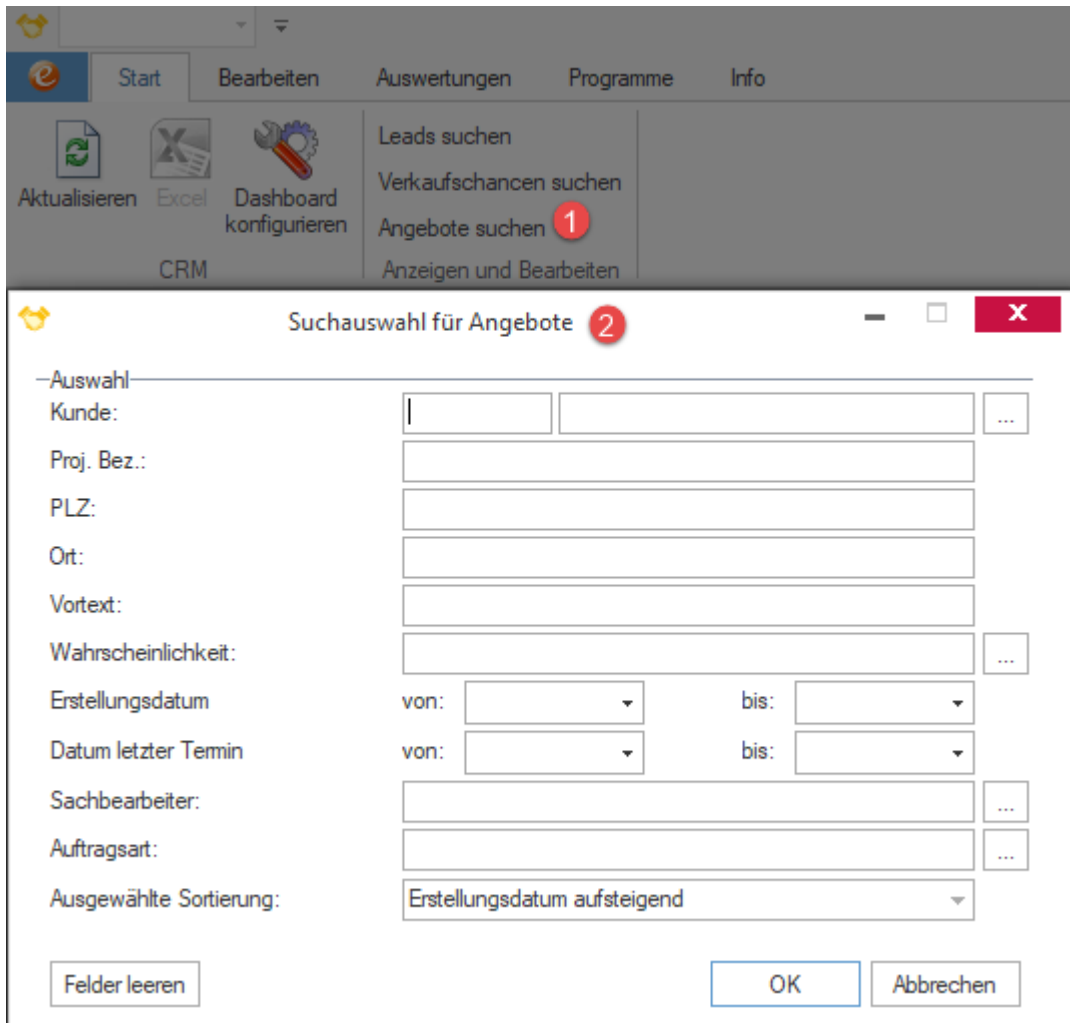 Start Bearbeiten Auswertungen Programme Info
Leads suchen
Verkaufschancen suchen
Aktualisieren Excel Dashboard konfigurieren
Angebote suchen 1
CRM Anzeigen und Bearbeiten
Suchauswahl für Angebote 2
Auswahl
Kunde: ...
Proj. Bez.:
PLZ:
Ort:
Vortext:
Wahrscheinlichkeit: ...
Erstellungsdatum von: bis:
Datum letzter Termin von: bis:
Sachbearbeiter: ...
Auftragsart: ...
Ausgewählte Sortierung: Erstellungsdatum aufsteigend
Felder leeren OK Abbrechen